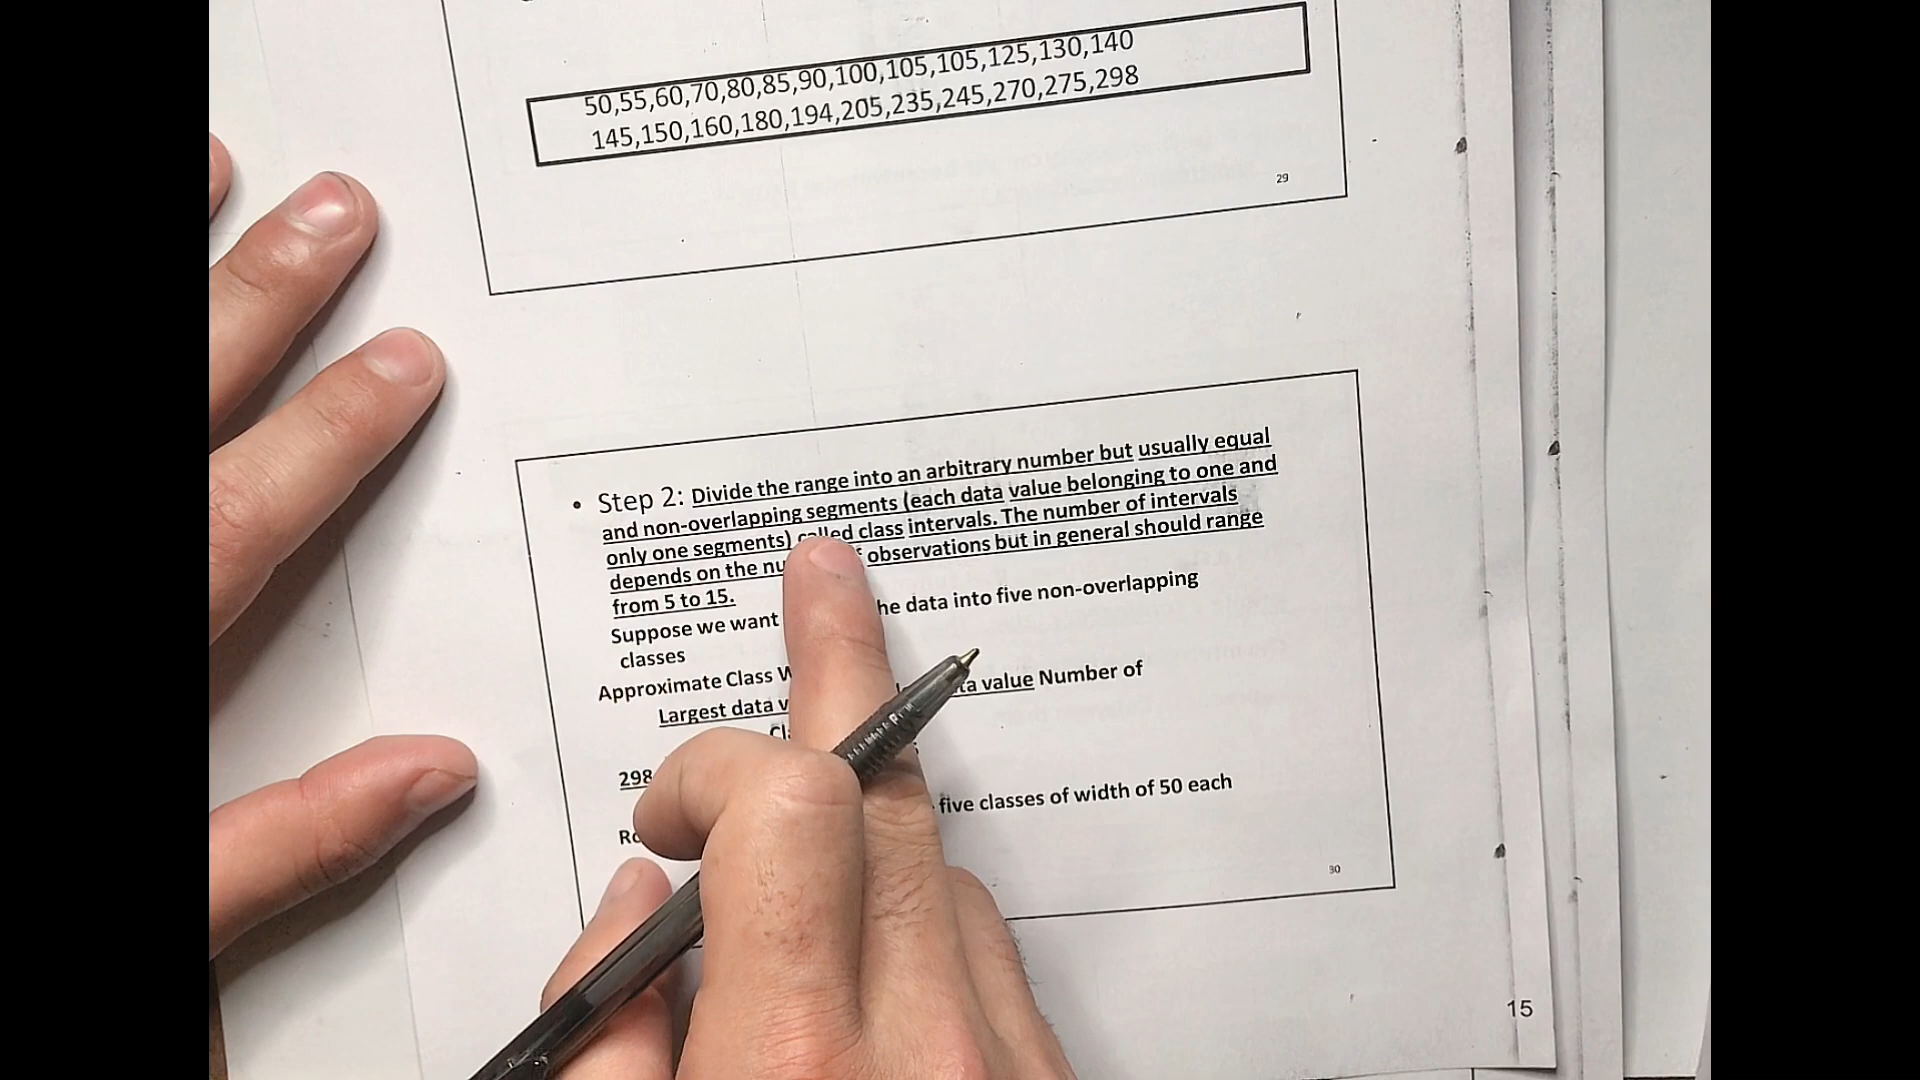 50,55,60,70,80,85,90,100,105,105,125,130,140
145,150,160,180,194,205,235,245,270,275,298
29
• Step 2: Divide the range into an arbitrary number but usually equal
and non-overlapping segments (each data value belonging to one and
only one segments) called class intervals. The number of intervals
depends on the observations but in general should range
from 5 to 15.
Suppose we want data into five non-overlapping
classes
Approximate Class
Largest data value Number of
298
five classes of width of 50 each
30
15